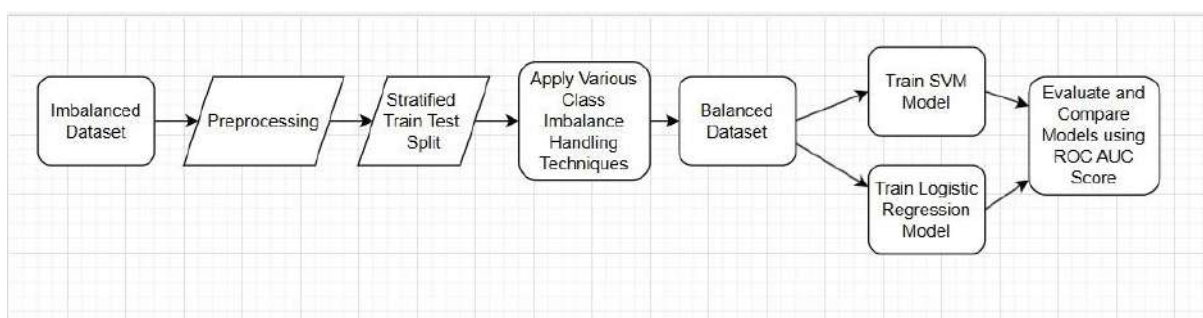 Imbalanced
Dataset
Preprocessing
Stratified
Train Test
Split
Apply Various
Class
Imbalance
Handling
Techniques
Balanced
Dataset
Train SVM
Model
Train Logistic
Regression
Model
Evaluate and
Compare
Models using
ROC AUC
Score